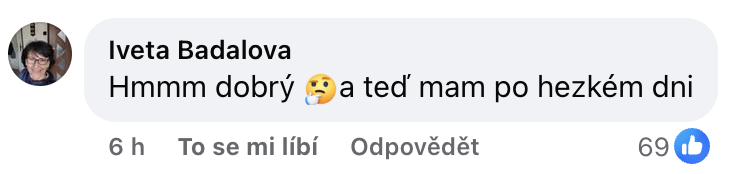 Iveta Badalova
Hmmm dobrý 🤔a teď mam po hezkém dni
6 h To se mi líbí Odpovědět 69